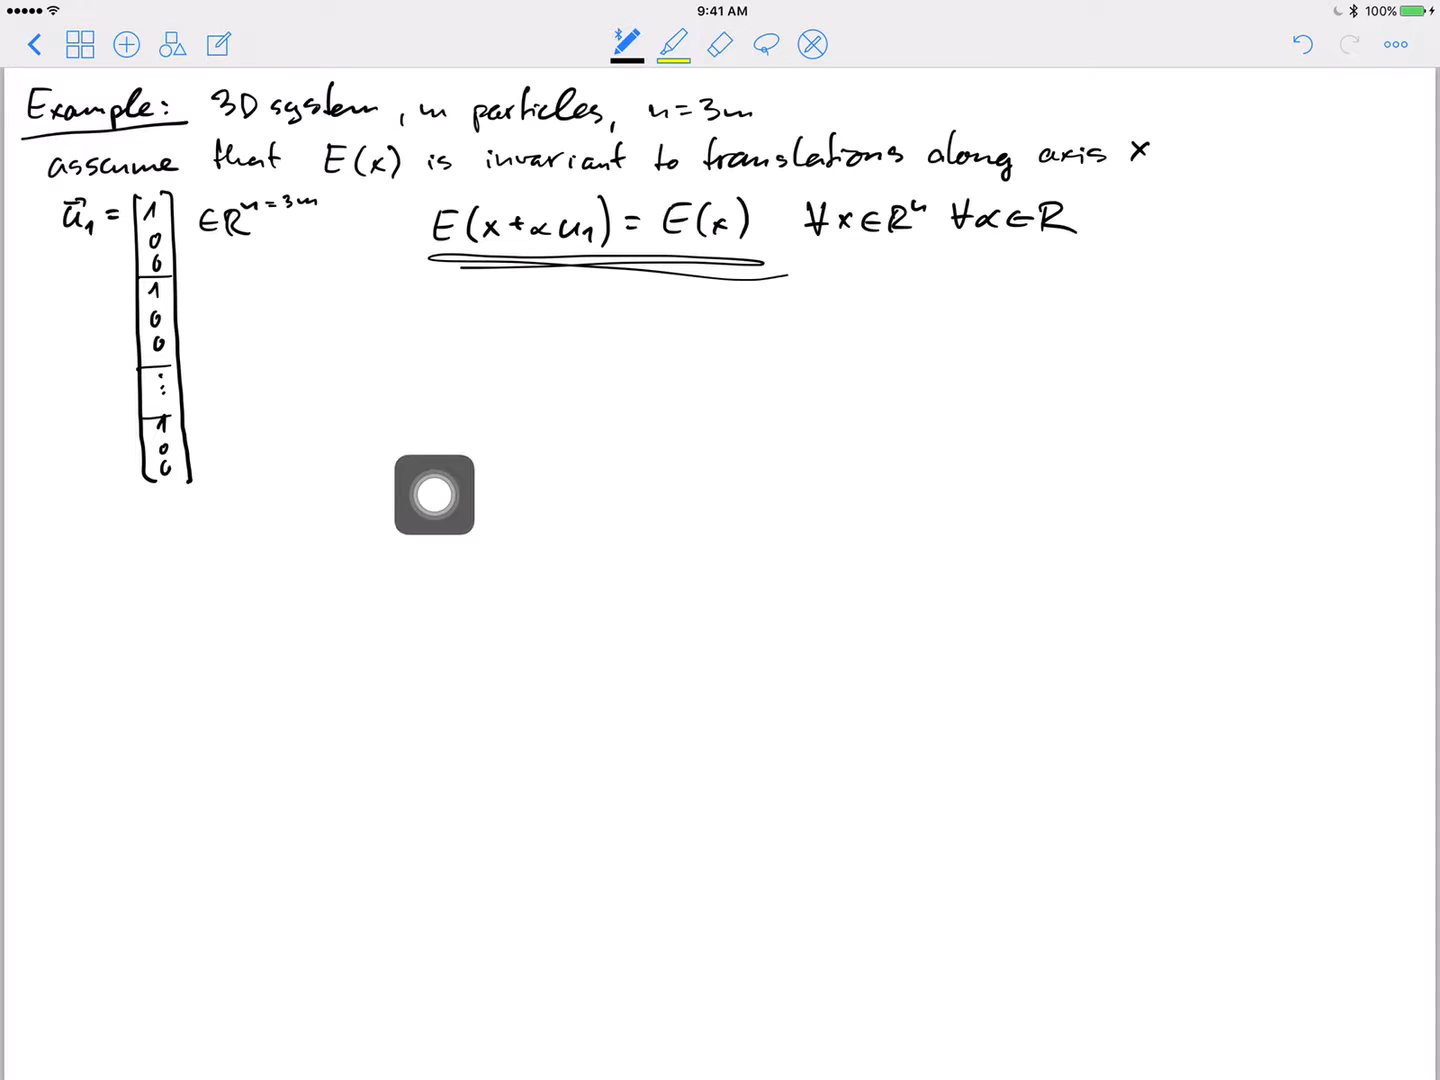 9:41 AM
100%
Example: 3D system, m particles, n=3m
assume that E(x) is invariant to translations along axis x
u⃗₁ = [1 0 0 1 0 0 ⋮ 1 0 0] ∈ℝⁿ⁼³ᵐ E(x+αu₁) = E(x) ∀x∈ℝⁿ ∀α∈ℝ